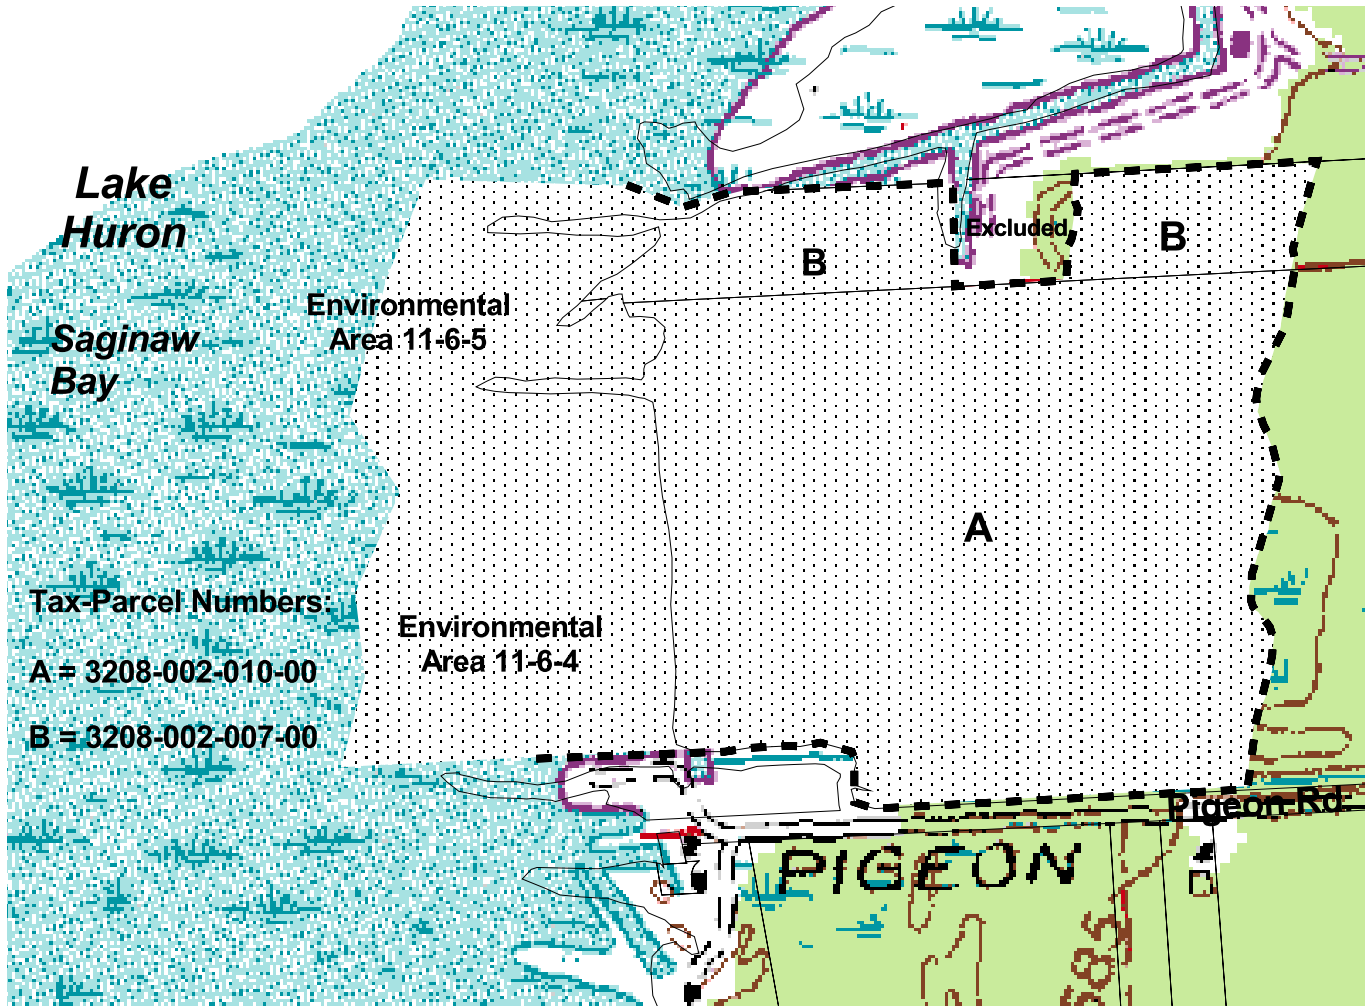 Lake
Huron
Excluded
B
B
Environmental
Area 11-6-5
Saginaw
Bay
A
Tax-Parcel Numbers:
Environmental
Area 11-6-4
A = 3208-002-010-00
B = 3208-002-007-00
Pigeon Rd
PIGEON
585